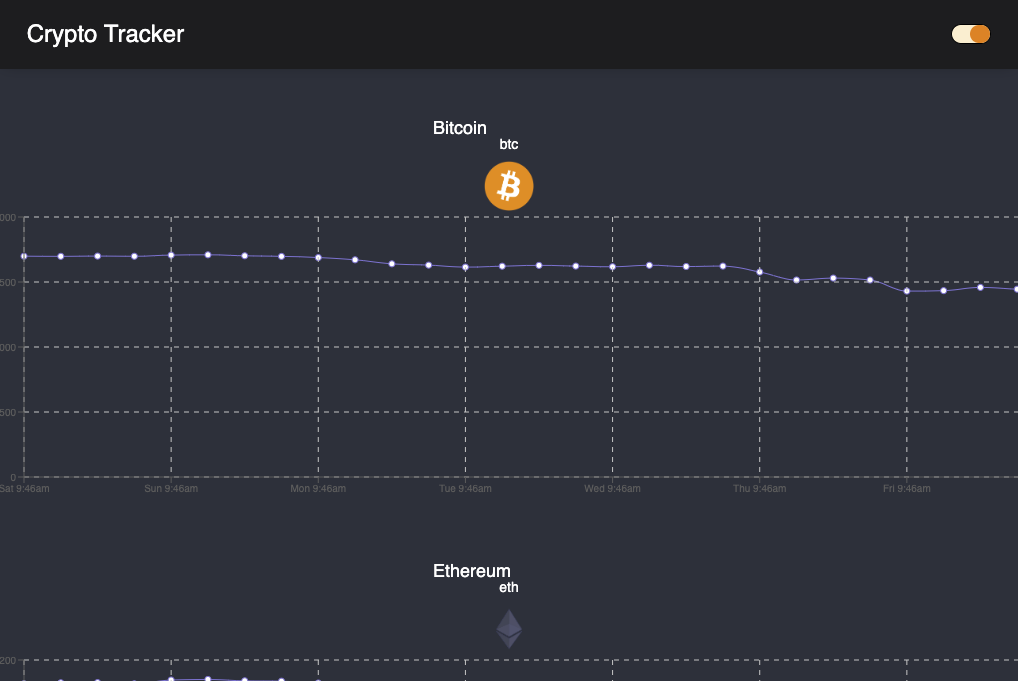 Crypto Tracker
Bitcoin
btc
000
500
000
500
0
Sat 9:46am Sun 9:46am Mon 9:46am Tue 9:46am Wed 9:46am Thu 9:46am Fri 9:46am
Ethereum
eth
200